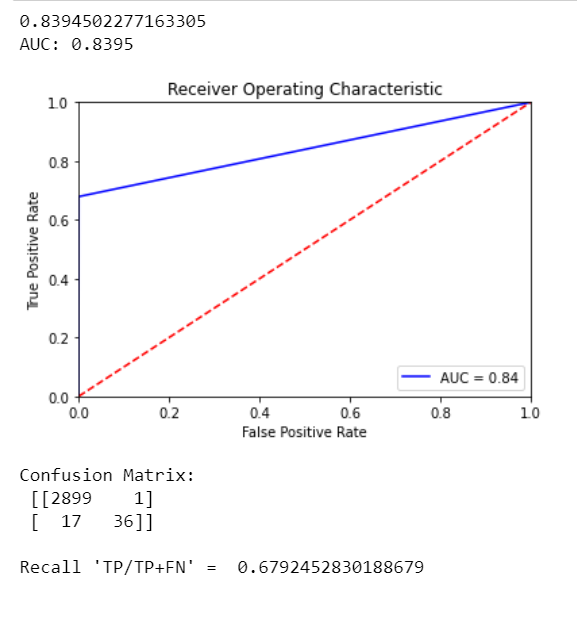 0.8394502277163305
AUC: 0.8395
Receiver Operating Characteristic
1.0
0.8
0.6
0.4
0.2
0.0
True Positive Rate
AUC = 0.84
0.0 0.2 0.4 0.6 0.8 1.0
False Positive Rate
Confusion Matrix:
[[2899 1]
[ 17 36]]
Recall 'TP/TP+FN' = 0.6792452830188679